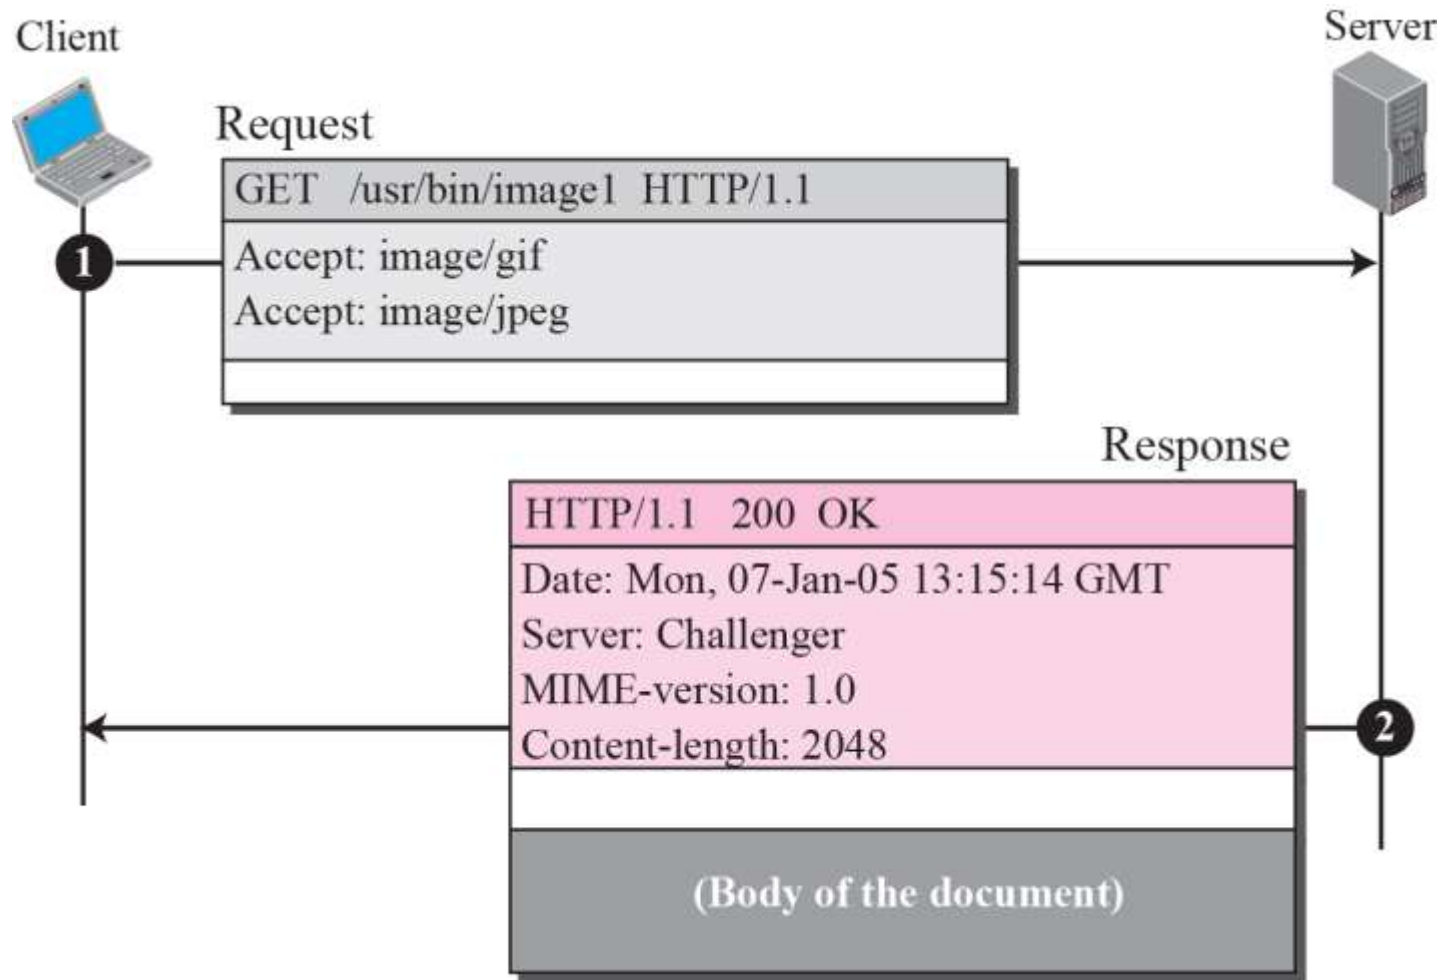 Client
Server
Request
GET /usr/bin/image1 HTTP/1.1
1
Accept: image/gif
Accept: image/jpeg
Response
HTTP/1.1 200 OK
Date: Mon, 07-Jan-05 13:15:14 GMT
Server: Challenger
MIME-version: 1.0
Content-length: 2048
2
(Body of the document)